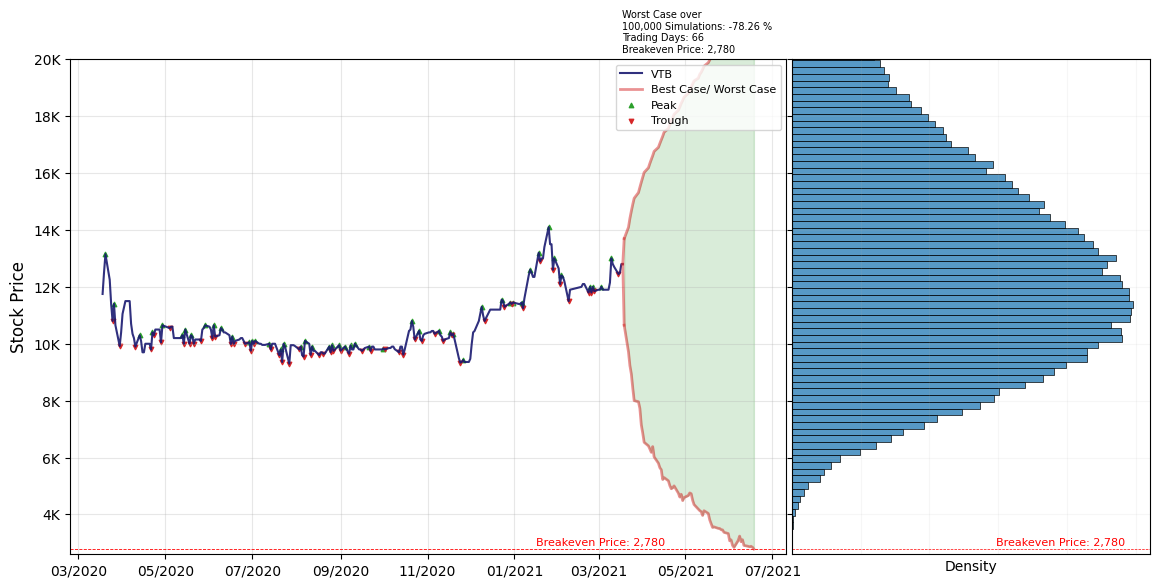 Worst Case over
100,000 Simulations: -78.26 %
Trading Days: 66
Breakeven Price: 2,780
20K
18K
16K
14K
12K
10K
8K
6K
4K
Stock Price
VTB
Best Case/ Worst Case
Peak
Trough
Breakeven Price: 2,780
Breakeven Price: 2,780
03/2020
05/2020
07/2020
09/2020
11/2020
01/2021
03/2021
05/2021
07/2021
Density